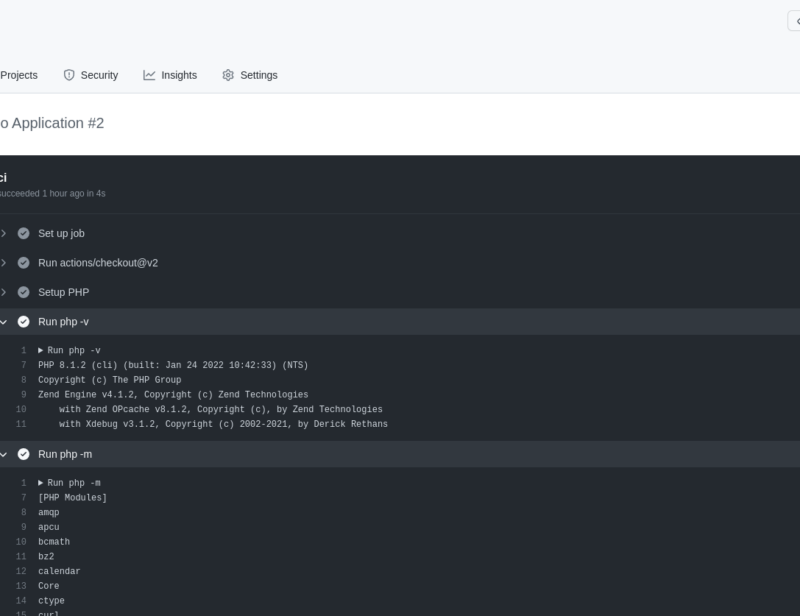 Projects
Security
Insights
Settings
o Application #2
ci
succeeded 1 hour ago in 4s
Set up job
Run actions/checkout@v2
Setup PHP
Run php -v
1 Run php -v
7 PHP 8.1.2 (cli) (built: Jan 24 2022 10:42:33) (NTS)
8 Copyright (c) The PHP Group
9 Zend Engine v4.1.2, Copyright (c) Zend Technologies
10 with Zend OPcache v8.1.2, Copyright (c), by Zend Technologies
11 with Xdebug v3.1.2, Copyright (c) 2002-2021, by Derick Rethans
Run php -m
1 Run php -m
7 [PHP Modules]
8 amqp
9 apcu
10 bcmath
11 bz2
12 calendar
13 Core
14 ctype
15 curl